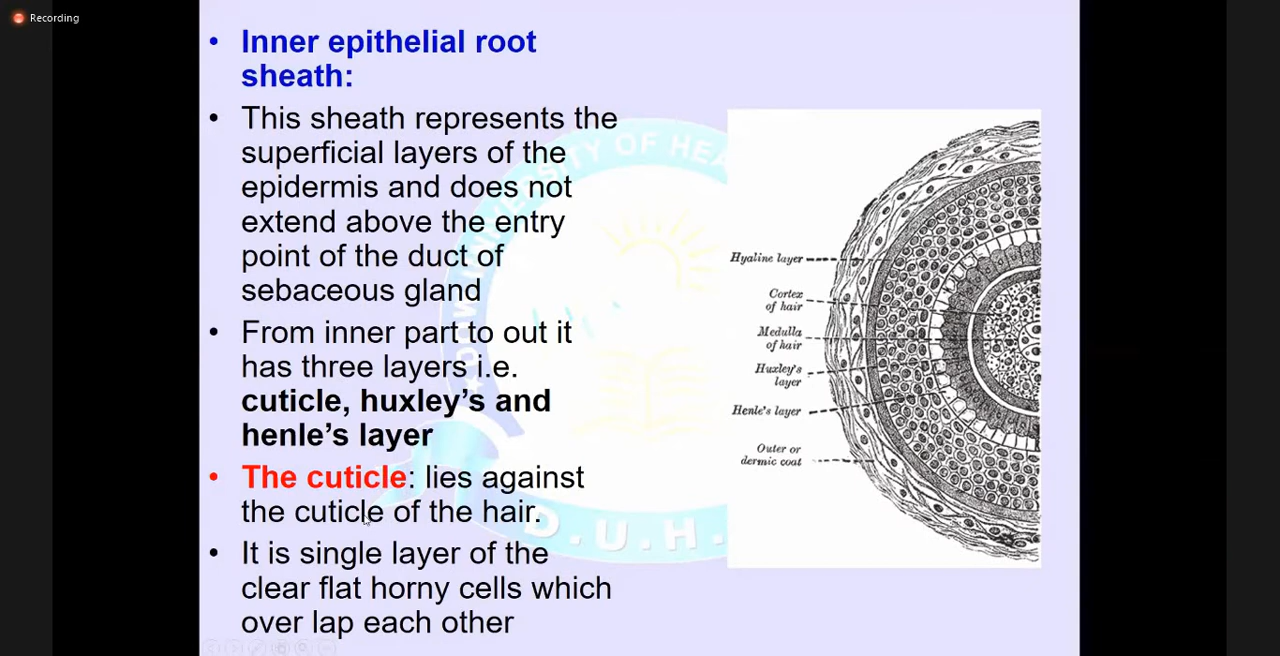 Recording
• Inner epithelial root
sheath:
• This sheath represents the
superficial layers of the
epidermis and does not
extend above the entry
point of the duct of
sebaceous gland
• From inner part to out it
has three layers i.e.
cuticle, huxley's and
henle's layer
• The cuticle: lies against
the cuticle of the hair.
• It is single layer of the
clear flat horny cells which
over lap each other
Hyaline layer
Cortex
of hair
Medulla
of hair
Huxley's
layer
Henle's layer
Outer or
dermic coat
DOW UNIVERSITY OF HEA
D.U.H.